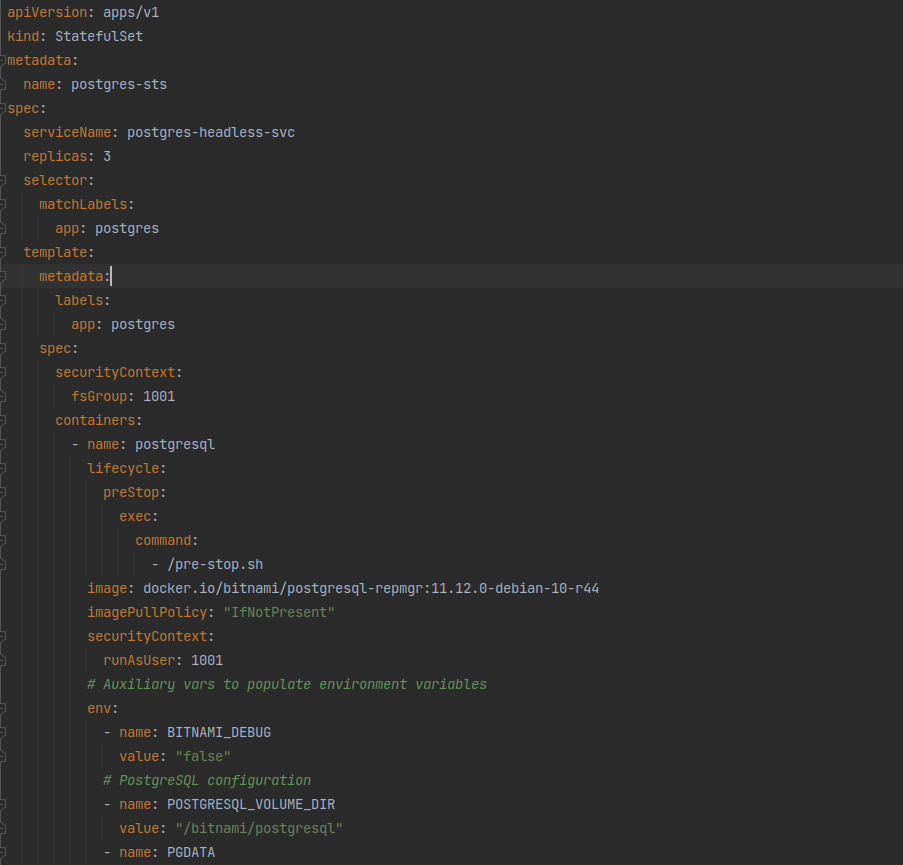 apiVersion: apps/v1
kind: StatefulSet
metadata:
  name: postgres-sts
spec:
  serviceName: postgres-headless-svc
  replicas: 3
  selector:
    matchLabels:
      app: postgres
  template:
    metadata:
      labels:
        app: postgres
    spec:
      securityContext:
        fsGroup: 1001
      containers:
        - name: postgresql
          lifecycle:
            preStop:
              exec:
                command:
                  - /pre-stop.sh
          image: docker.io/bitnami/postgresql-repmgr:11.12.0-debian-10-r44
          imagePullPolicy: "IfNotPresent"
          securityContext:
            runAsUser: 1001
          # Auxiliary vars to populate environment variables
          env:
            - name: BITNAMI_DEBUG
              value: "false"
            # PostgreSQL configuration
            - name: POSTGRESQL_VOLUME_DIR
              value: "/bitnami/postgresql"
            - name: PGDATA